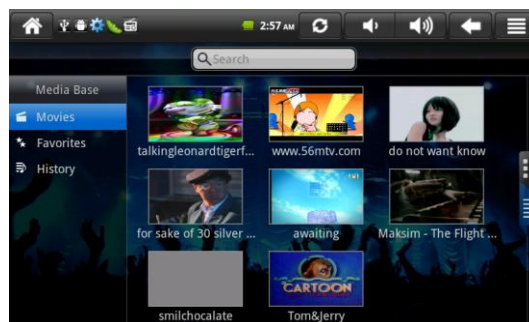 2:57 AM
Search
Media Base
Movies
Favorites
History
talkingleonardtigerf...
www.56mtv.com
do not want know
for sake of 30 silver ...
awaiting
Maksim - The Flight ...
smilchocalate
CARTOON
Tom&Jerry